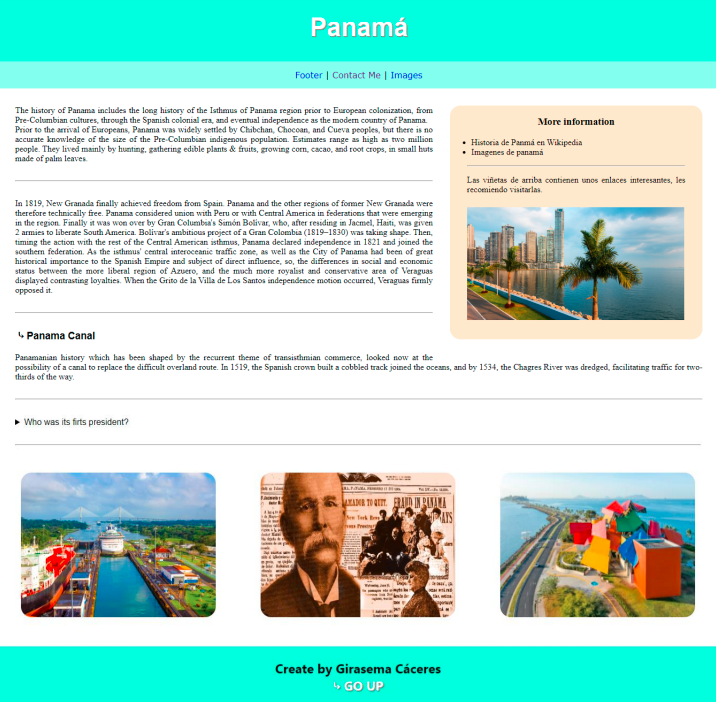 Panamá
Footer | Contact Me | Images
The history of Panama includes the long history of the Isthmus of Panama region prior to European colonization, from
Pre-Columbian cultures, through the Spanish colonial era, and eventual independence as the modern country of Panama.
Prior to the arrival of Europeans, Panama was widely settled by Chibchan, Chocoan, and Cueva peoples, but there is no
accurate knowledge of the size of the Pre-Columbian indigenous population. Estimates range as high as two million
people. They lived mainly by hunting, gathering edible plants & fruits, growing corn, cacao, and root crops, in small huts
made of palm leaves.
In 1819, New Granada finally achieved freedom from Spain. Panama and the other regions of former New Granada were
therefore technically free. Panama considered union with Peru or with Central America in federations that were emerging
in the region. Finally it was won over by Gran Columbia's Simón Bolívar, who, after residing in Jacmel, Haiti, was given
2 armies to liberate South America. Bolívar's ambitious project of a Gran Colombia (1819–1830) was taking shape. Then,
timing the action with the rest of the Central American isthmus, Panama declared independence in 1821 and joined the
southern federation. As the isthmus' central interoceanic traffic zone, as well as the City of Panama had been of great
historical importance to the Spanish Empire and subject of direct influence, so, the differences in social and economic
status between the more liberal region of Azuero, and the much more royalist and conservative area of Veraguas
displayed contrasting loyalties. When the Grito de la Villa de Los Santos independence motion occurred, Veraguas firmly
opposed it.
More information
• Historia de Panmá en Wikipedia
• Imagenes de panamá
Las viñetas de arriba contienen unos enlaces interesantes, les
recomiendo visitarlas.
⤷ Panama Canal
Panamanian history which has been shaped by the recurrent theme of transisthmian commerce, looked now at the
possibility of a canal to replace the difficult overland route. In 1519, the Spanish crown built a cobbled track joined the oceans, and by 1534, the Chagres River was dredged, facilitating traffic for two-
thirds of the way.
▶ Who was its firts president?
AMADOR TO QUIT.
FRAUD IN PANAMA
New York
Create by Girasema Cáceres
⤷ GO UP